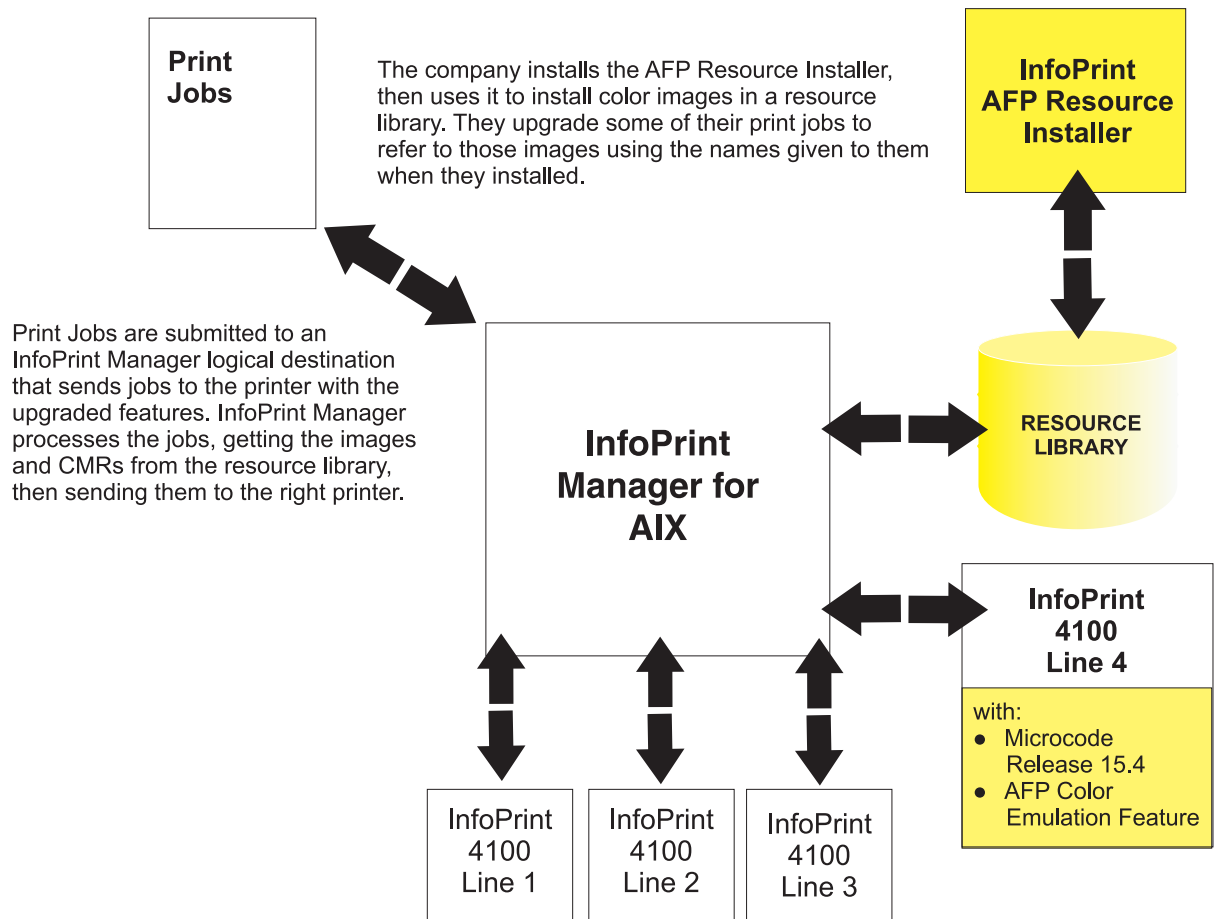 Print
Jobs
The company installs the AFP Resource Installer,
then uses it to install color images in a resource
library. They upgrade some of their print jobs to
refer to those images using the names given to them
when they installed.
InfoPrint
AFP Resource
Installer
Print Jobs are submitted to an
InfoPrint Manager logical destination
that sends jobs to the printer with the
upgraded features. InfoPrint Manager
processes the jobs, getting the images
and CMRs from the resource library,
then sending them to the right printer.
InfoPrint
Manager for
AIX
RESOURCE
LIBRARY
InfoPrint
4100
Line 4
with:
● Microcode
Release 15.4
● AFP Color
Emulation Feature
InfoPrint
4100
Line 1
InfoPrint
4100
Line 2
InfoPrint
4100
Line 3